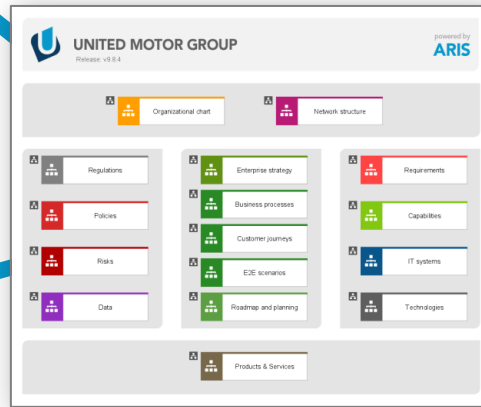 UNITED MOTOR GROUP
Release: v9.8.4
powered by
ARIS
Organizational chart
Network structure
Regulations
Policies
Risks
Data
Enterprise strategy
Business processes
Customer journeys
E2E scenarios
Roadmap and planning
Requirements
Capabilities
IT systems
Technologies
Products & Services